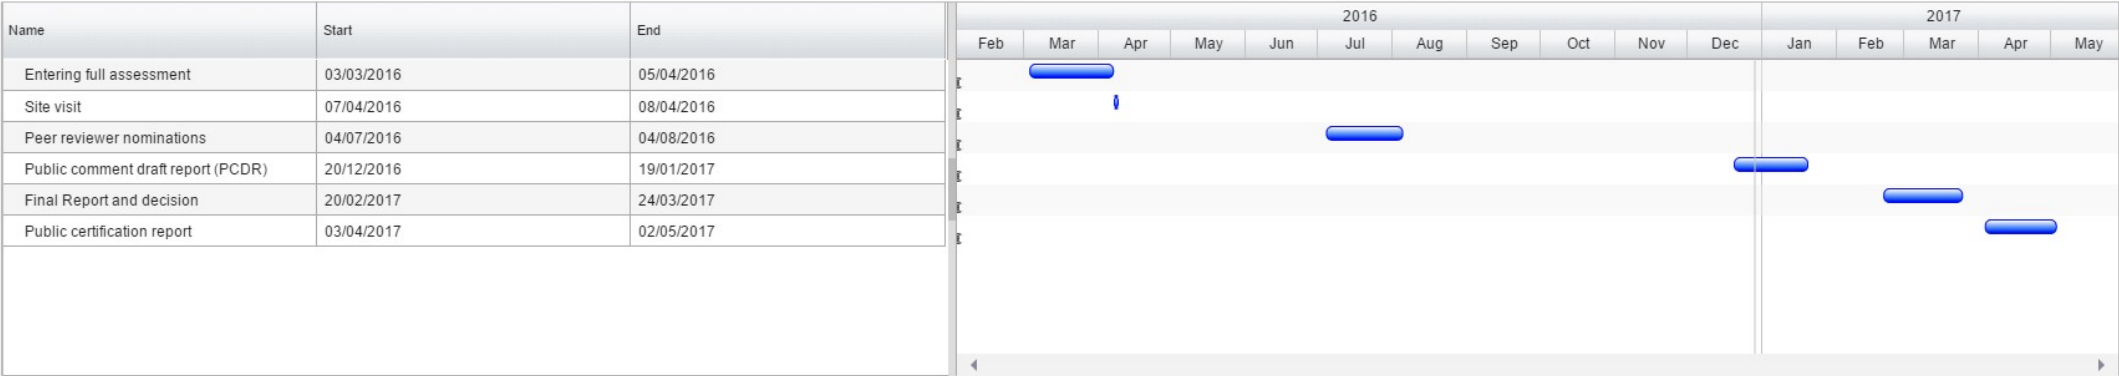 Name Start End 2016 2017
Feb Mar Apr May Jun Jul Aug Sep Oct Nov Dec Jan Feb Mar Apr May
Entering full assessment 03/03/2016 05/04/2016
Site visit 07/04/2016 08/04/2016
Peer reviewer nominations 04/07/2016 04/08/2016
Public comment draft report (PCDR) 20/12/2016 19/01/2017
Final Report and decision 20/02/2017 24/03/2017
Public certification report 03/04/2017 02/05/2017